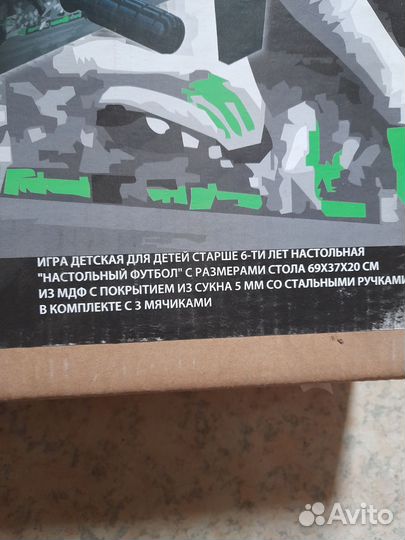 ИГРА ДЕТСКАЯ ДЛЯ ДЕТЕЙ СТАРШЕ 6-ТИ ЛЕТ НАСТОЛЬНАЯ
"НАСТОЛЬНЫЙ ФУТБОЛ" С РАЗМЕРАМИ СТОЛА 69Х37Х20 СМ
ИЗ МДФ С ПОКРЫТИЕМ ИЗ СУКНА 5 ММ СО СТАЛЬНЫМИ РУЧКАМИ
В КОМПЛЕКТЕ С 3 МЯЧИКАМИ
Avito